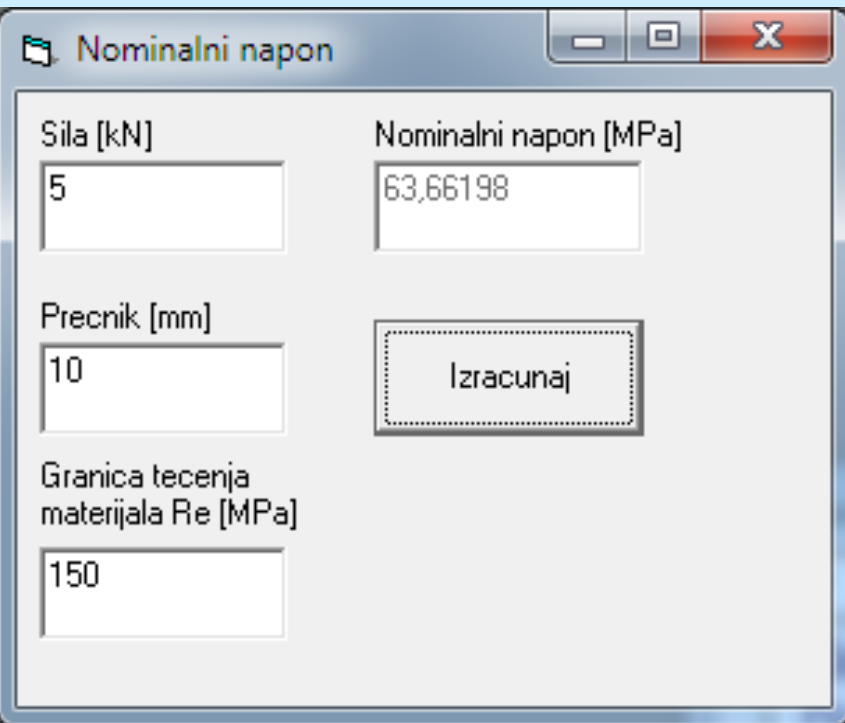 Nominalni napon
Sila [kN]
5
Nominalni napon [MPa]
63,66198
Precnik [mm]
10
Izracunaj
Granica tecenja
materijala Re [MPa]
150